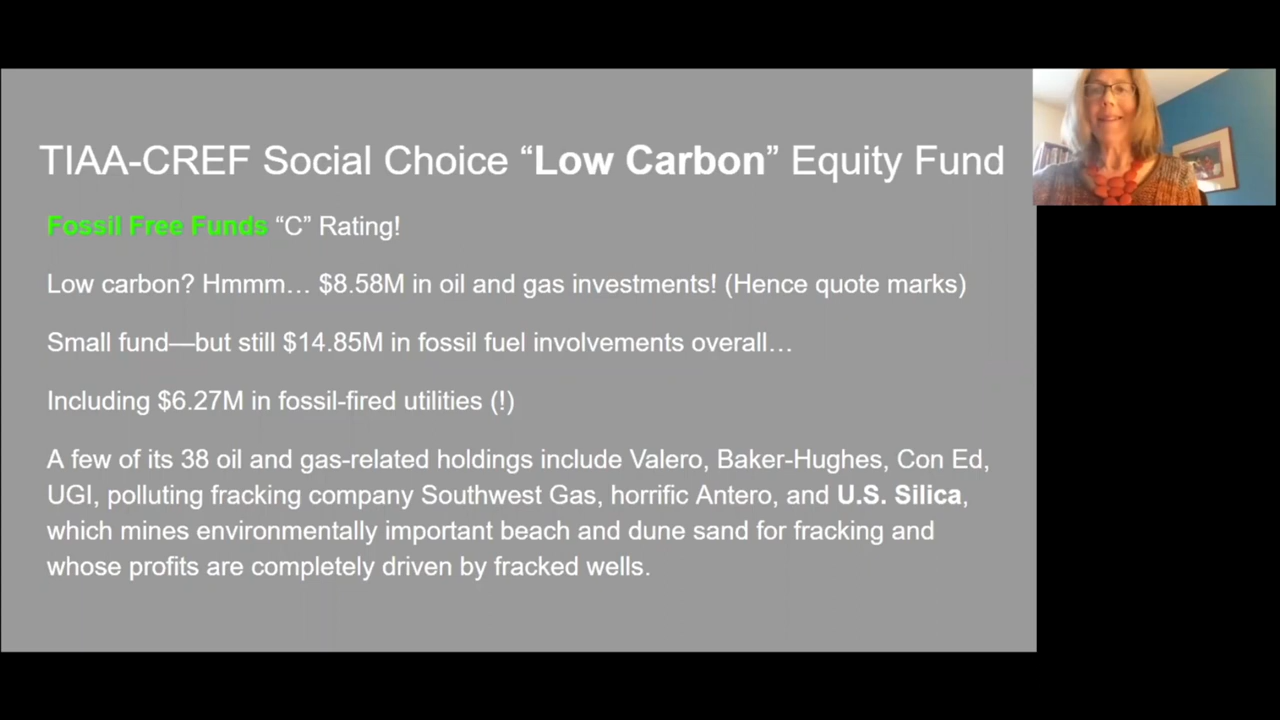 TIAA-CREF Social Choice “Low Carbon” Equity Fund
Fossil Free Funds “C” Rating!
Low carbon? Hmmm… $8.58M in oil and gas investments! (Hence quote marks)
Small fund—but still $14.85M in fossil fuel involvements overall…
Including $6.27M in fossil-fired utilities (!)
A few of its 38 oil and gas-related holdings include Valero, Baker-Hughes, Con Ed,
UGI, polluting fracking company Southwest Gas, horrific Antero, and U.S. Silica,
which mines environmentally important beach and dune sand for fracking and
whose profits are completely driven by fracked wells.